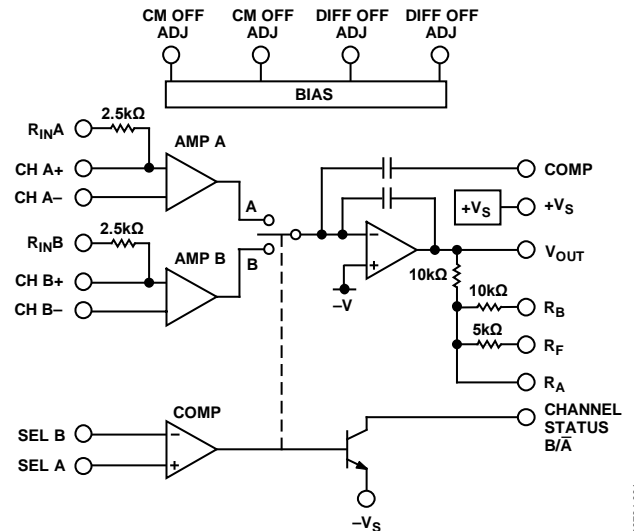 CM OFF ADJ
CM OFF ADJ
DIFF OFF ADJ
DIFF OFF ADJ
BIAS
2.5kΩ
RINA
AMP A
CH A+
CH A–
A
COMP
+VS
+VS
2.5kΩ
RINB
AMP B
B
–
+
VOUT
CH B+
CH B–
–V
10kΩ
10kΩ
RB
5kΩ
RF
RA
COMP
CHANNEL
STATUS
B/A̅
SEL B
–
SEL A
+
–VS